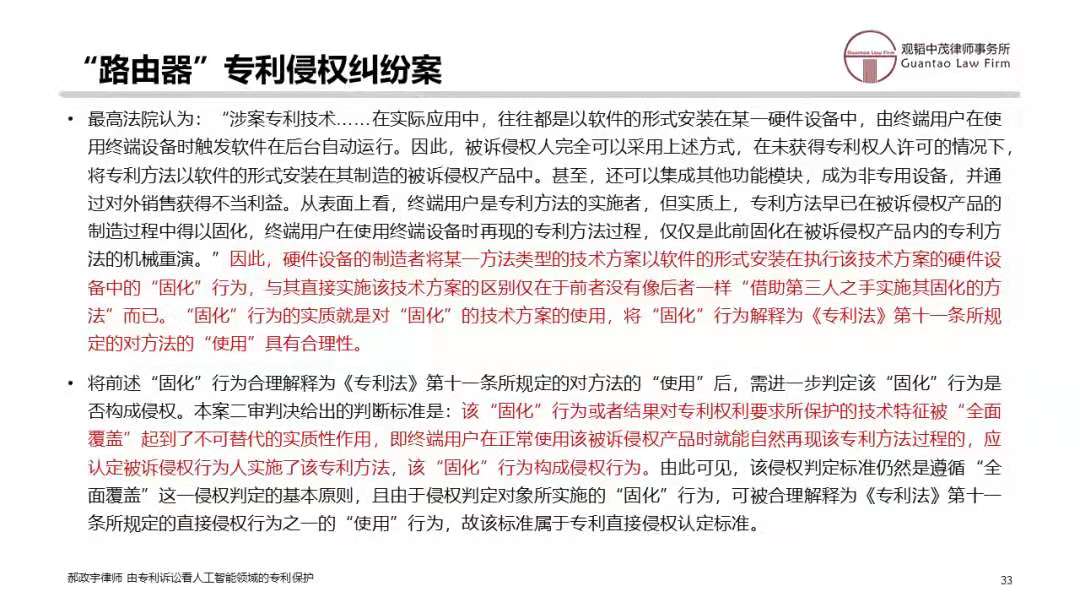 “路由器”专利侵权纠纷案
Guantao Law Firm
观韬中茂律师事务所
Guantao Law Firm
• 最高法院认为：“涉案专利技术……在实际应用中，往往都是以软件的形式安装在某一硬件设备中，由终端用户在使
用终端设备时触发软件在后台自动运行。因此，被诉侵权人完全可以采用上述方式，在未获得专利权人许可的情况下，
将专利方法以软件的形式安装在其制造的被诉侵权产品中。甚至，还可以集成其他功能模块，成为非专用设备，并通
过对外销售获得不当利益。从表面上看，终端用户是专利方法的实施者，但实质上，专利方法早已在被诉侵权产品的
制造过程中得以固化，终端用户在使用终端设备时再现的专利方法过程，仅仅是此前固化在被诉侵权产品内的专利方
法的机械重演。”因此，硬件设备的制造者将某一方法类型的技术方案以软件的形式安装在执行该技术方案的硬件设
备中的“固化”行为，与其直接实施该技术方案的区别仅在于前者没有像后者一样“借助第三人之手实施其固化的方
法”而已。“固化”行为的实质就是对“固化”的技术方案的使用，将“固化”行为解释为《专利法》第十一条所规
定的对方法的“使用”具有合理性。
• 将前述“固化”行为合理解释为《专利法》第十一条所规定的对方法的“使用”后，需进一步判定该“固化”行为是
否构成侵权。本案二审判决给出的判断标准是：该“固化”行为或者结果对专利权利要求所保护的技术特征被“全面
覆盖”起到了不可替代的实质性作用，即终端用户在正常使用该被诉侵权产品时就能自然再现该专利方法过程的，应
认定被诉侵权行为人实施了该专利方法，该“固化”行为构成侵权行为。由此可见，该侵权判定标准仍然是遵循“全
面覆盖”这一侵权判定的基本原则，且由于侵权判定对象所实施的“固化”行为，可被合理解释为《专利法》第十一
条所规定的直接侵权行为之一的“使用”行为，故该标准属于专利直接侵权认定标准。
郝政宇律师 由专利诉讼看人工智能领域的专利保护
33